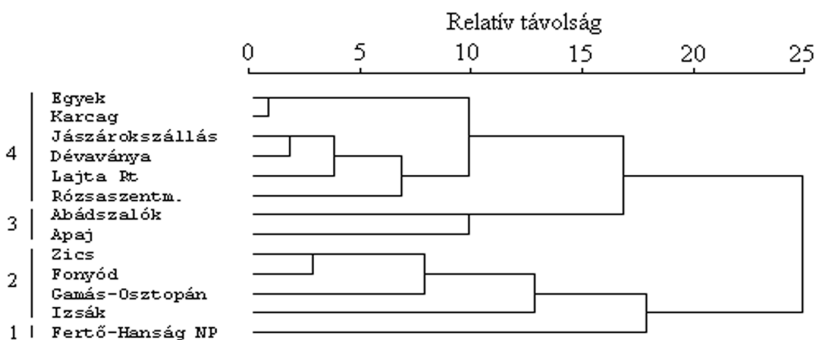 Relatív távolság
0 5 10 15 20 25
Egyek
Karcag
Jászárokszállás
4 Dévaványa
Lajta Rt
Rózsaszentm.
Abádszalók
3 Apaj
Zics
2 Fonyód
Gamás-Osztopán
Izsák
1 Fertő-Hanság NP